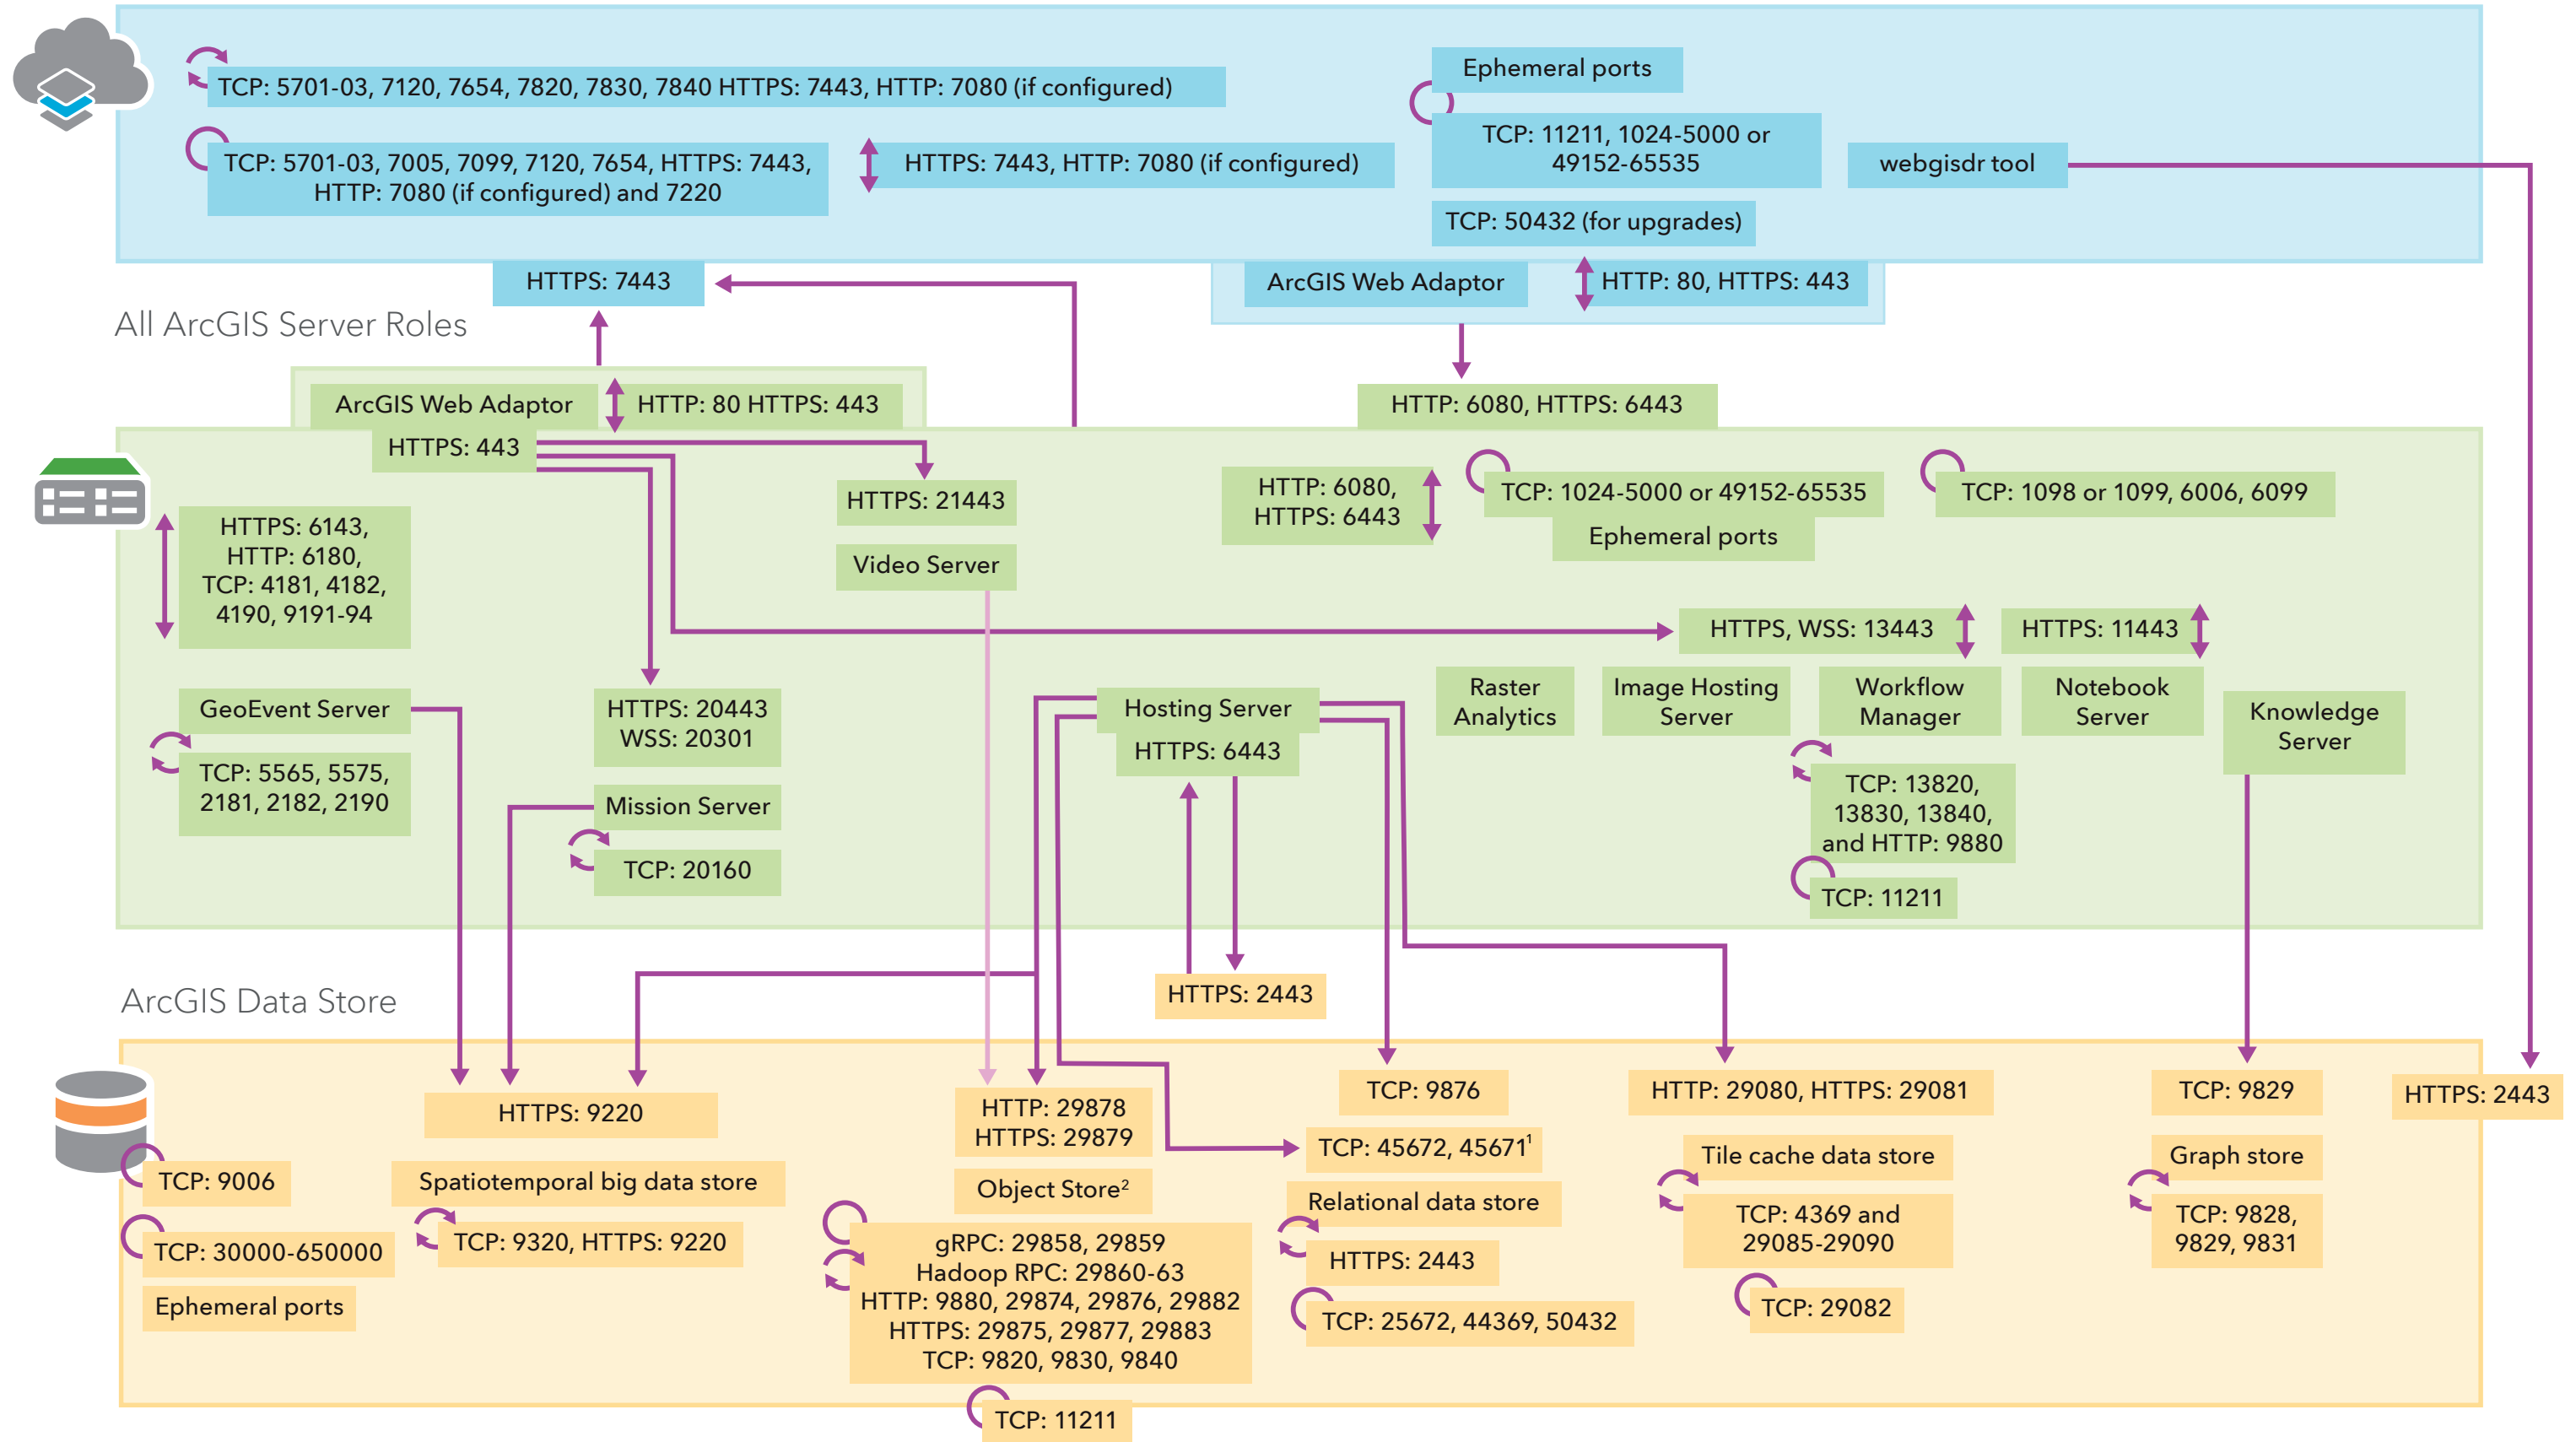 TCP: 5701-03, 7120, 7654, 7820, 7830, 7840 HTTPS: 7443, HTTP: 7080 (if configured)
TCP: 5701-03, 7005, 7099, 7120, 7654, HTTPS: 7443,
HTTP: 7080 (if configured) and 7220
HTTPS: 7443, HTTP: 7080 (if configured)
Ephemeral ports
TCP: 11211, 1024-5000 or
49152-65535
TCP: 50432 (for upgrades)
webgisdr tool
HTTPS: 7443
ArcGIS Web Adaptor
HTTP: 80, HTTPS: 443
All ArcGIS Server Roles
ArcGIS Web Adaptor
HTTP: 80 HTTPS: 443
HTTPS: 443
HTTP: 6080, HTTPS: 6443
HTTPS: 21443
Video Server
HTTP: 6080,
HTTPS: 6443
TCP: 1024-5000 or 49152-65535
Ephemeral ports
TCP: 1098 or 1099, 6006, 6099
HTTPS: 6143,
HTTP: 6180,
TCP: 4181, 4182,
4190, 9191-94
HTTPS, WSS: 13443
HTTPS: 11443
GeoEvent Server
TCP: 5565, 5575,
2181, 2182, 2190
HTTPS: 20443
WSS: 20301
Mission Server
TCP: 20160
Hosting Server
HTTPS: 6443
Raster
Analytics
Image Hosting
Server
Workflow
Manager
Notebook
Server
Knowledge
Server
TCP: 13820,
13830, 13840,
and HTTP: 9880
TCP: 11211
HTTPS: 2443
ArcGIS Data Store
HTTPS: 9220
HTTP: 29878
HTTPS: 29879
TCP: 9876
HTTP: 29080, HTTPS: 29081
TCP: 9829
HTTPS: 2443
TCP: 9006
TCP: 30000-650000
Ephemeral ports
Spatiotemporal big data store
TCP: 9320, HTTPS: 9220
Object Store²
gRPC: 29858, 29859
Hadoop RPC: 29860-63
HTTP: 9880, 29874, 29876, 29882
HTTPS: 29875, 29877, 29883
TCP: 9820, 9830, 9840
TCP: 11211
TCP: 45672, 45671¹
Relational data store
HTTPS: 2443
TCP: 25672, 44369, 50432
Tile cache data store
TCP: 4369 and
29085-29090
TCP: 29082
Graph store
TCP: 9828,
9829, 9831